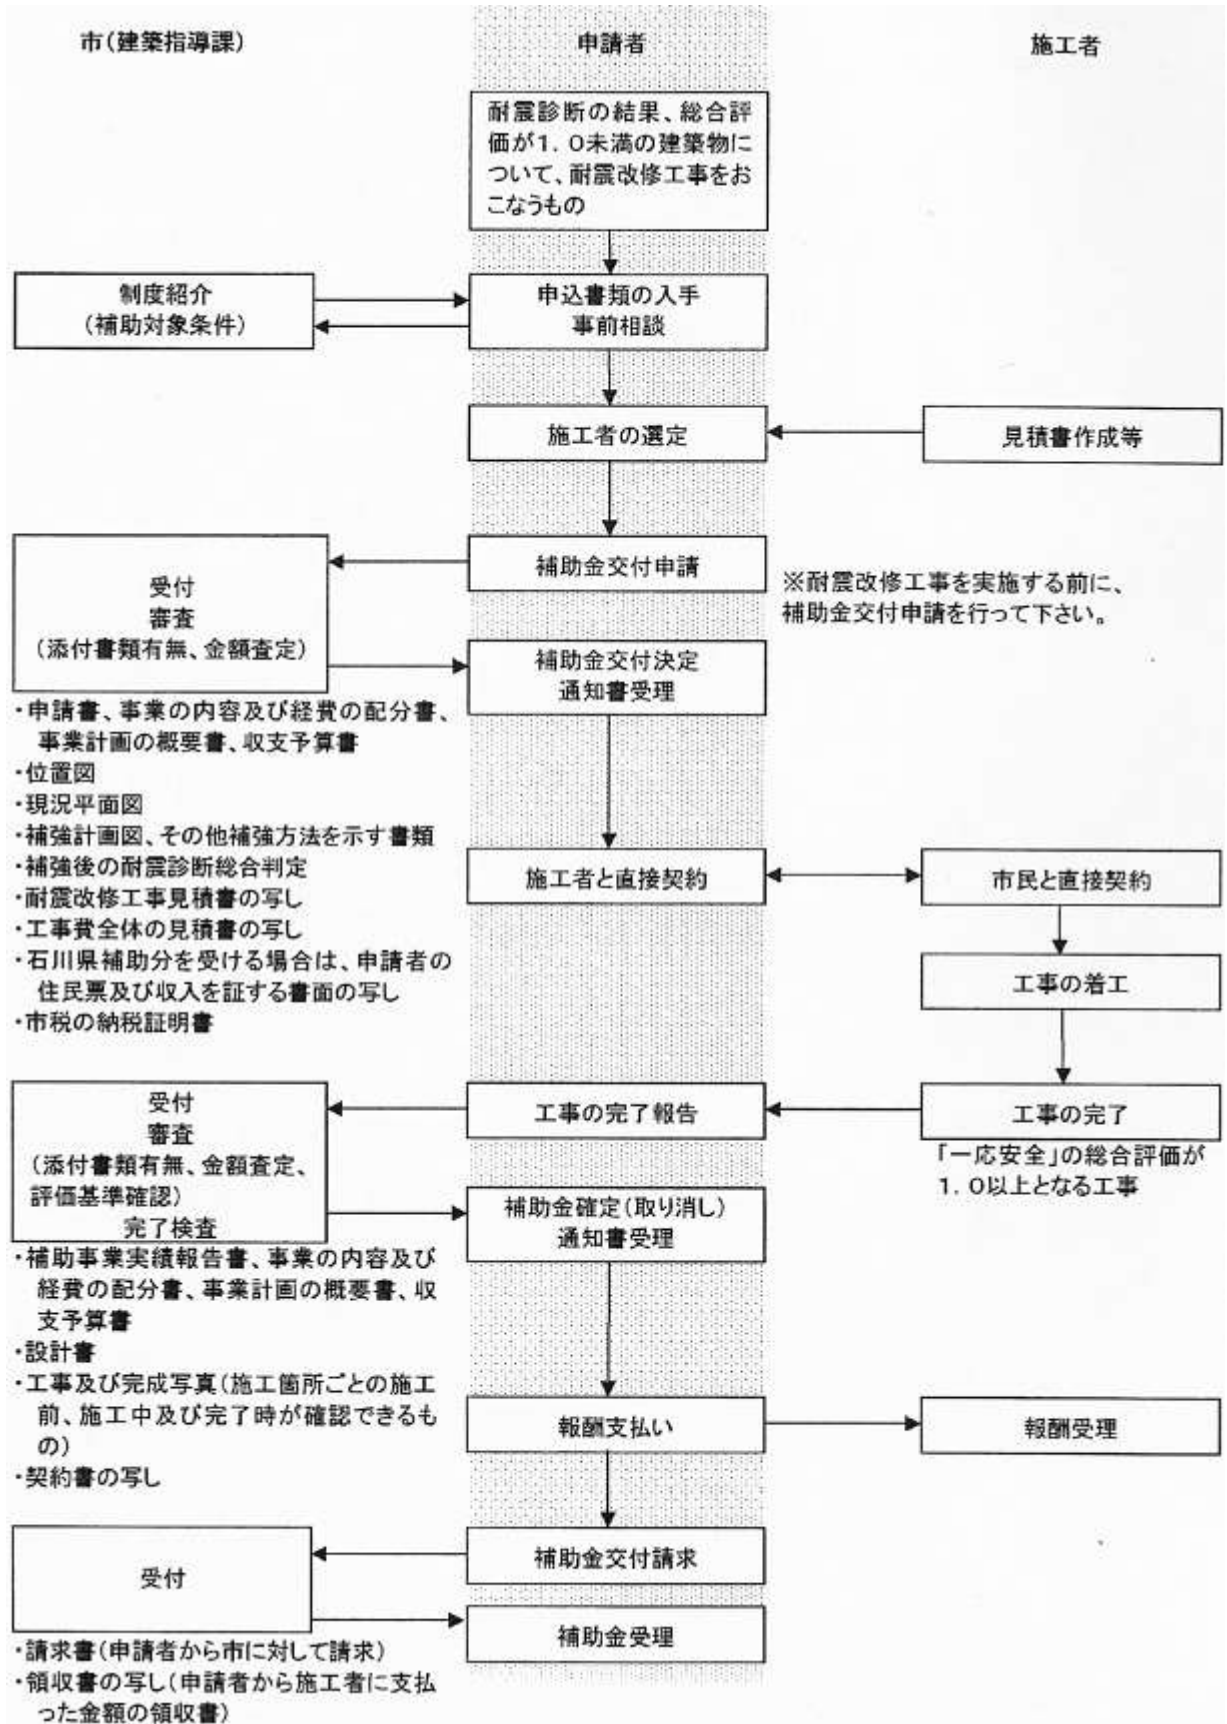 市(建築指導課)
申請者
施工者
耐震診断の結果、総合評
価が1.0未満の建築物に
ついて、耐震改修工事をお
こなうもの
制度紹介
(補助対象条件)
申込書類の入手
事前相談
施工者の選定
見積書作成等
受付
審査
(添付書類有無、金額査定)
補助金交付申請
※耐震改修工事を実施する前に、
補助金交付申請を行って下さい。
補助金交付決定
通知書受理
・申請書、事業の内容及び経費の配分書、
事業計画の概要書、収支予算書
・位置図
・現況平面図
・補強計画図、その他補強方法を示す書類
・補強後の耐震診断総合判定
・耐震改修工事見積書の写し
・工事費全体の見積書の写し
・石川県補助分を受ける場合は、申請者の
住民票及び収入を証する書面の写し
・市税の納税証明書
施工者と直接契約
市民と直接契約
工事の着工
受付
審査
(添付書類有無、金額査定、
評価基準確認)
完了検査
工事の完了報告
工事の完了
「一応安全」の総合評価が
1.0以上となる工事
補助金確定(取り消し)
通知書受理
・補助事業実績報告書、事業の内容及び
経費の配分書、事業計画の概要書、収
支予算書
・設計書
・工事及び完成写真(施工箇所ごとの施工
前、施工中及び完了時が確認できるも
の)
・契約書の写し
報酬支払い
報酬受理
受付
補助金交付請求
補助金受理
・請求書(申請者から市に対して請求)
・領収書の写し(申請者から施工者に支払
った金額の領収書)